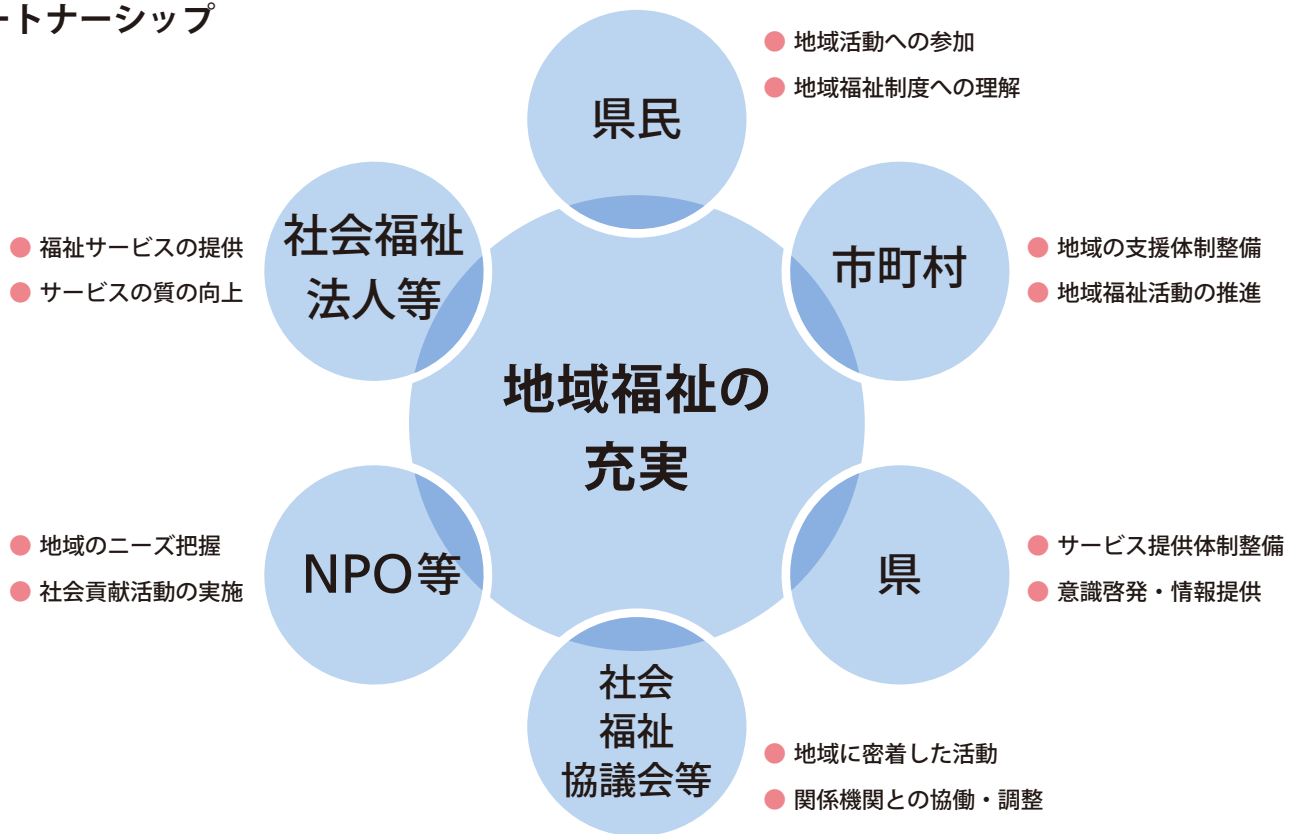 ートナーシップ
県民
● 地域活動への参加
● 地域福祉制度への理解
市町村
● 地域の支援体制整備
● 地域福祉活動の推進
県
● サービス提供体制整備
● 意識啓発・情報提供
社会
福祉
協議会等
● 地域に密着した活動
● 関係機関との協働・調整
NPO等
● 地域のニーズ把握
● 社会貢献活動の実施
社会福祉
法人等
● 福祉サービスの提供
● サービスの質の向上
地域福祉の
充実